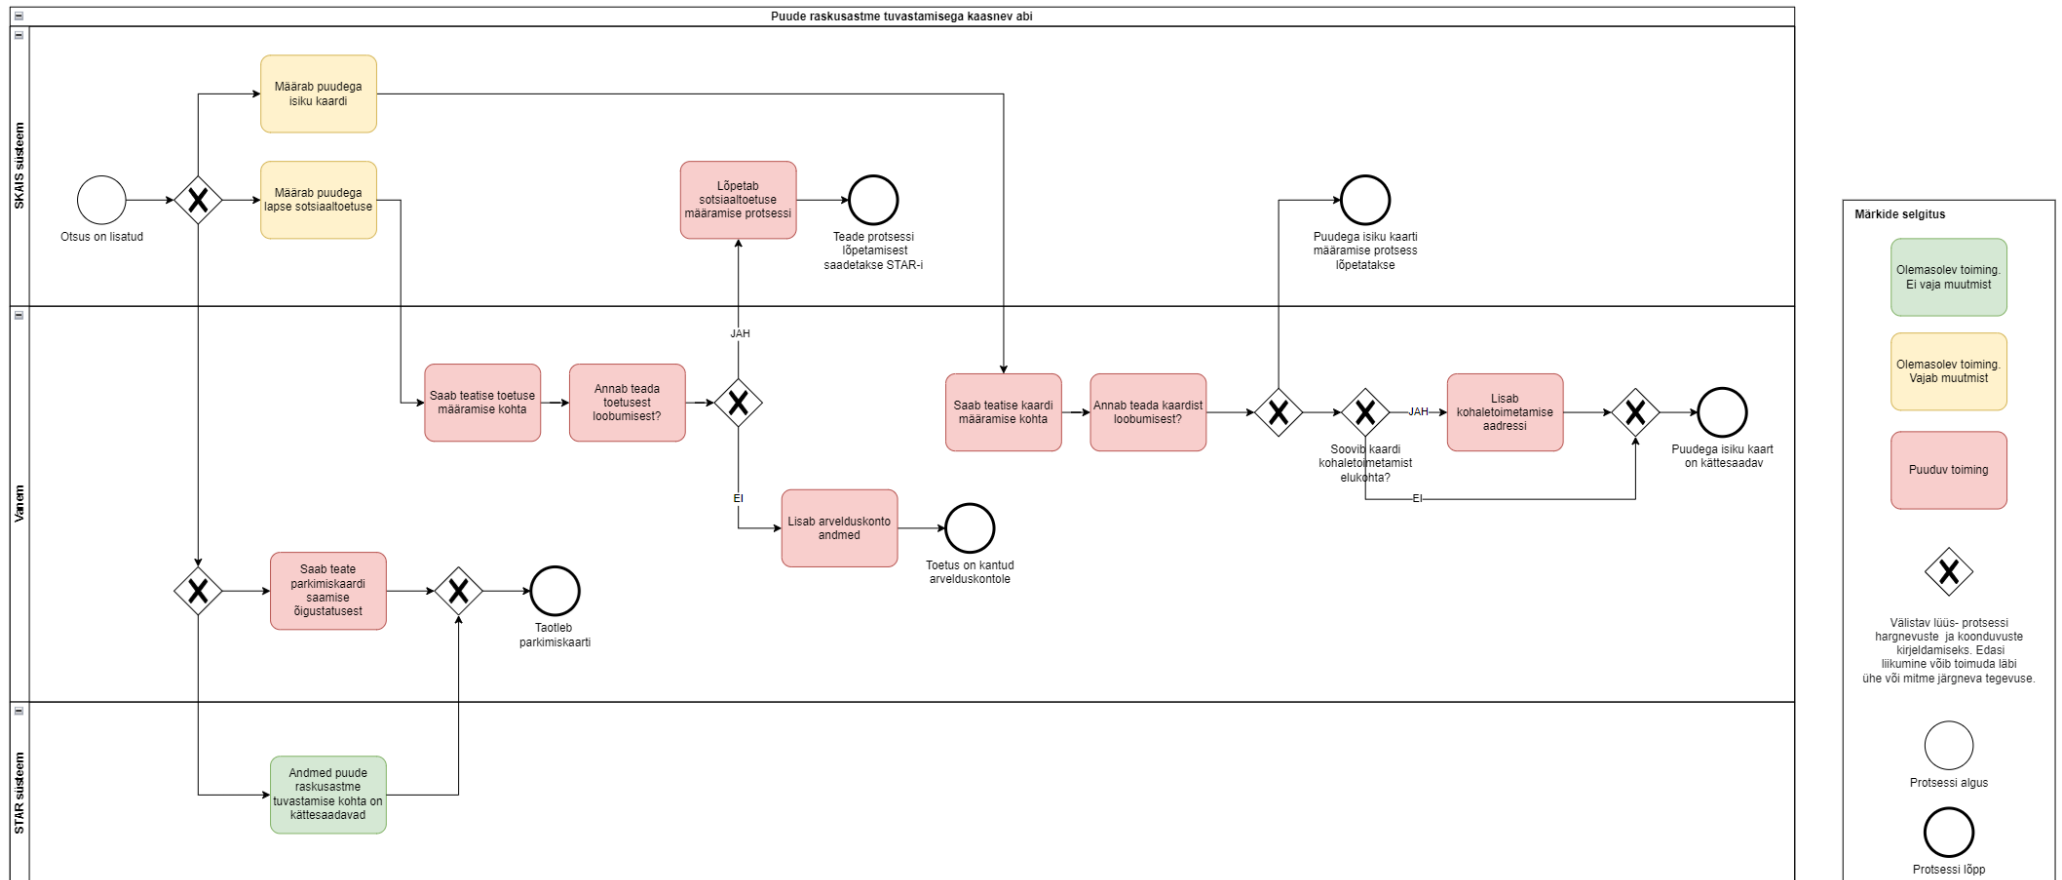 Puude raskusastme tuvastamisega kaasnev abi
SKAIS süsteem
Määrab puudega
isiku kaardi
Otsus on lisatud
Määrab puudega
lapse sotsiaaltoetuse
Lõpetab
sotsiaaltoetuse
määramise protsessi
Teade protsessi
lõpetamisest
saadetakse STAR-i
Puudega isiku kaarti
määramise protsess
lõpetatakse
Vanem
JAH
Saab teatise toetuse
määramise kohta
Annab teada
toetusest
loobumisest?
EI
Lisab arvelduskonto
andmed
Toetus on kantud
arvelduskontole
Saab teatise kaardi
määramise kohta
Annab teada kaardist
loobumisest?
Soovib kaardi
kohaletoimetamist
elukohta?
JAH
Lisab
kohaletoimetamise
aadressi
EI
Puudega isiku kaart
on kättesaadav
Saab teate
parkimiskaardi
saamise
õigustatusest
Taotleb
parkimiskaarti
STAR süsteem
Andmed puude
raskusastme
tuvastamise kohta on
kättesaadavad
Märkide selgitus
Olemasolev toiming.
Ei vaja muutmist
Olemasolev toiming.
Vajab muutmist
Puuduv toiming
Välistav lüüs- protsessi
hargnevuste ja koonduvuste
kirjeldamiseks. Edasi
liikumine võib toimuda läbi
ühe või mitme järgneva tegevuse.
Protsessi algus
Protsessi lõpp